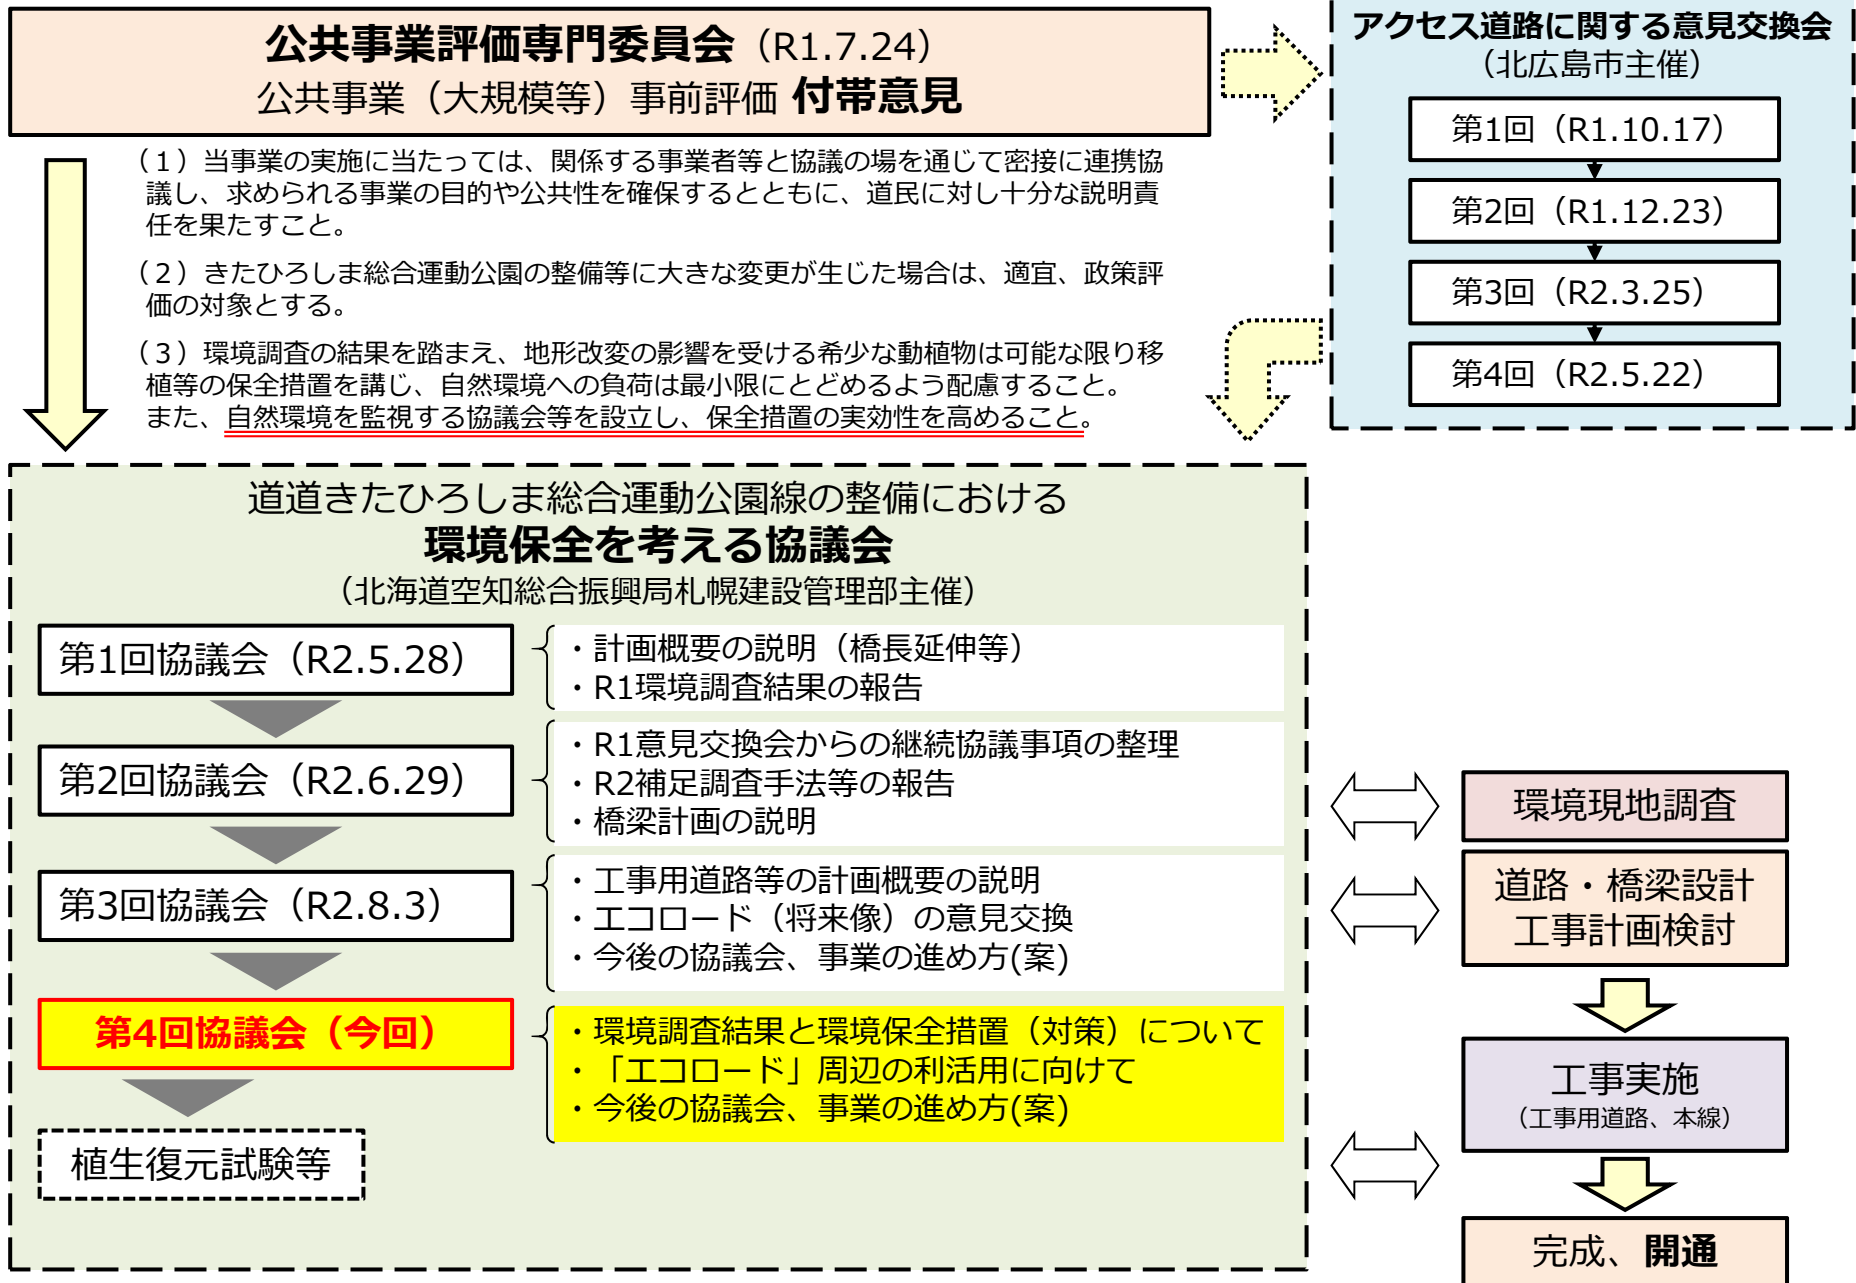 公共事業評価専門委員会（R1.7.24）
公共事業（大規模等）事前評価 付帯意見
アクセス道路に関する意見交換会
（北広島市主催）
第1回（R1.10.17）
第2回（R1.12.23）
第3回（R2.3.25）
第4回（R2.5.22）
（1）当事業の実施に当たっては、関係する事業者等と協議の場を通じて密接に連携協
議し、求められる事業の目的や公共性を確保するとともに、道民に対し十分な説明責
任を果たすこと。
（2）きたひろしま総合運動公園の整備等に大きな変更が生じた場合は、適宜、政策評
価の対象とする。
（3）環境調査の結果を踏まえ、地形改変の影響を受ける希少な動植物は可能な限り移
植等の保全措置を講じ、自然環境への負荷は最小限にとどめるよう配慮すること。
また、自然環境を監視する協議会等を設立し、保全措置の実効性を高めること。
道道きたひろしま総合運動公園線の整備における
環境保全を考える協議会
（北海道空知総合振興局札幌建設管理部主催）
第1回協議会（R2.5.28）
・計画概要の説明（橋長延伸等）
・R1環境調査結果の報告
第2回協議会（R2.6.29）
・R1意見交換会からの継続協議事項の整理
・R2補足調査手法等の報告
・橋梁計画の説明
第3回協議会（R2.8.3）
・工事用道路等の計画概要の説明
・エコロード（将来像）の意見交換
・今後の協議会、事業の進め方(案)
第4回協議会（今回）
・環境調査結果と環境保全措置（対策）について
・「エコロード」周辺の利活用に向けて
・今後の協議会、事業の進め方(案)
植生復元試験等
環境現地調査
道路・橋梁設計
工事計画検討
工事実施
（工事用道路、本線）
完成、開通